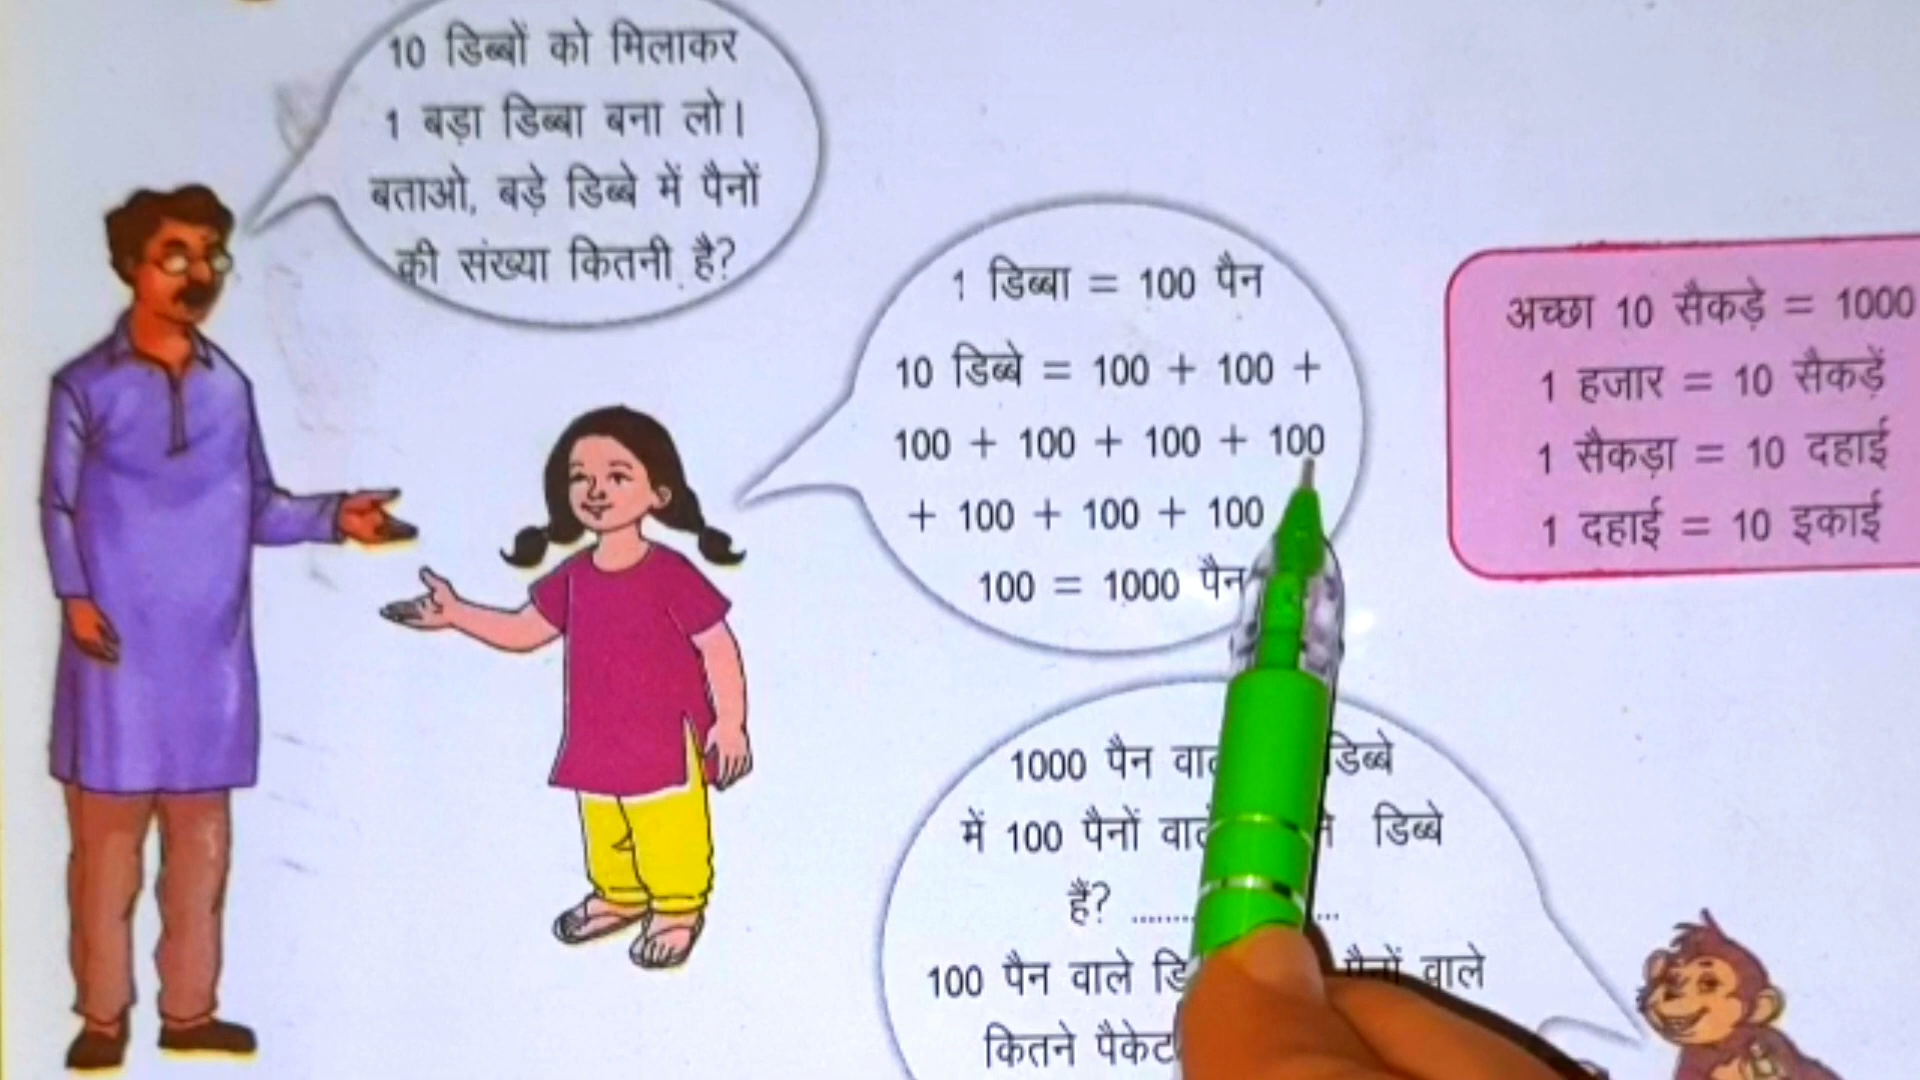 10 डिब्बों को मिलाकर
1 बड़ा डिब्बा बना लो।
बताओ, बड़े डिब्बे में पैनों
की संख्या कितनी है?
1 डिब्बा = 100 पैन
10 डिब्बे = 100 + 100 +
100 + 100 + 100 + 100
+ 100 + 100 + 100
100 = 1000 पैन
अच्छा 10 सैकड़े = 1000
1 हजार = 10 सैकड़ें
1 सैकड़ा = 10 दहाई
1 दहाई = 10 इकाई
1000 पैन डिब्बे
में 100 पैनों डिब्बे
हैं? ........
100 पैन वाले पैनों वाले
कितने पैकेट